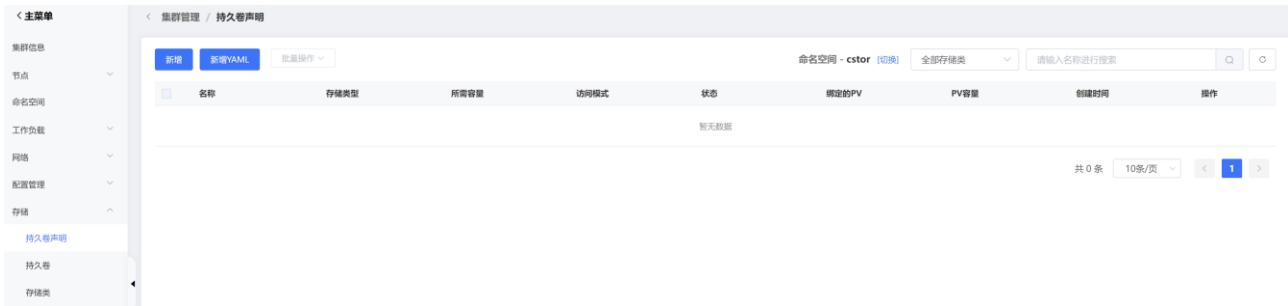 主菜单
集群管理 / 持久卷声明
集群信息
节点
命名空间
工作负载
网络
配置管理
存储
持久卷声明
持久卷
存储类
新增 新增YAML 批量操作 命名空间 - cstor [切换] 全部存储类 请输入名称进行搜索
名称 存储类型 所需容量 访问模式 状态 绑定的PV PV容量 创建时间 操作
暂无数据
共 0 条 10条/页 1